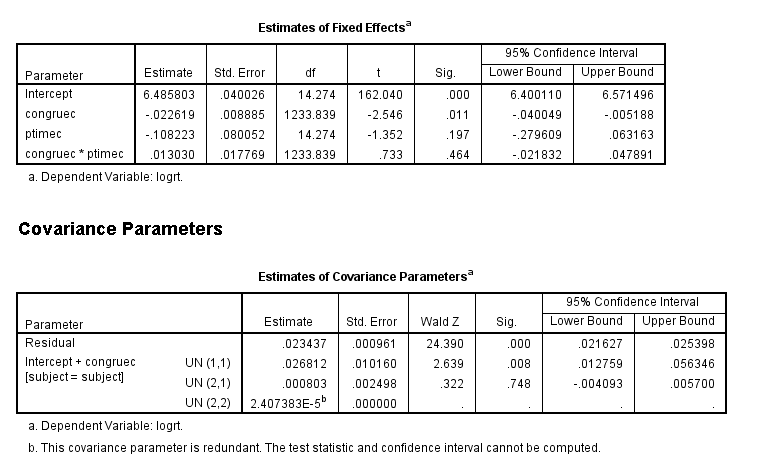 Estimates of Fixed Effects^a
95% Confidence Interval
Parameter Estimate Std. Error df t Sig. Lower Bound Upper Bound
Intercept 6.485803 .040026 14.274 162.040 .000 6.400110 6.571496
congruec -.022619 .008885 1233.839 -2.546 .011 -.040049 -.005188
ptimec -.108223 .080052 14.274 -1.352 .197 -.279609 .063163
congruec * ptimec .013030 .017769 1233.839 .733 .464 -.021832 .047891
a. Dependent Variable: logrt.
Covariance Parameters
Estimates of Covariance Parameters^a
95% Confidence Interval
Parameter Estimate Std. Error Wald Z Sig. Lower Bound Upper Bound
Residual .023437 .000961 24.390 .000 .021627 .025398
Intercept + congruec UN (1,1) .026812 .010160 2.639 .008 .012759 .056346
[subject = subject] UN (2,1) .000803 .002498 .322 .748 -.004093 .005700
UN (2,2) 2.407383E-5^b .000000 . . . .
a. Dependent Variable: logrt.
b. This covariance parameter is redundant. The test statistic and confidence interval cannot be computed.